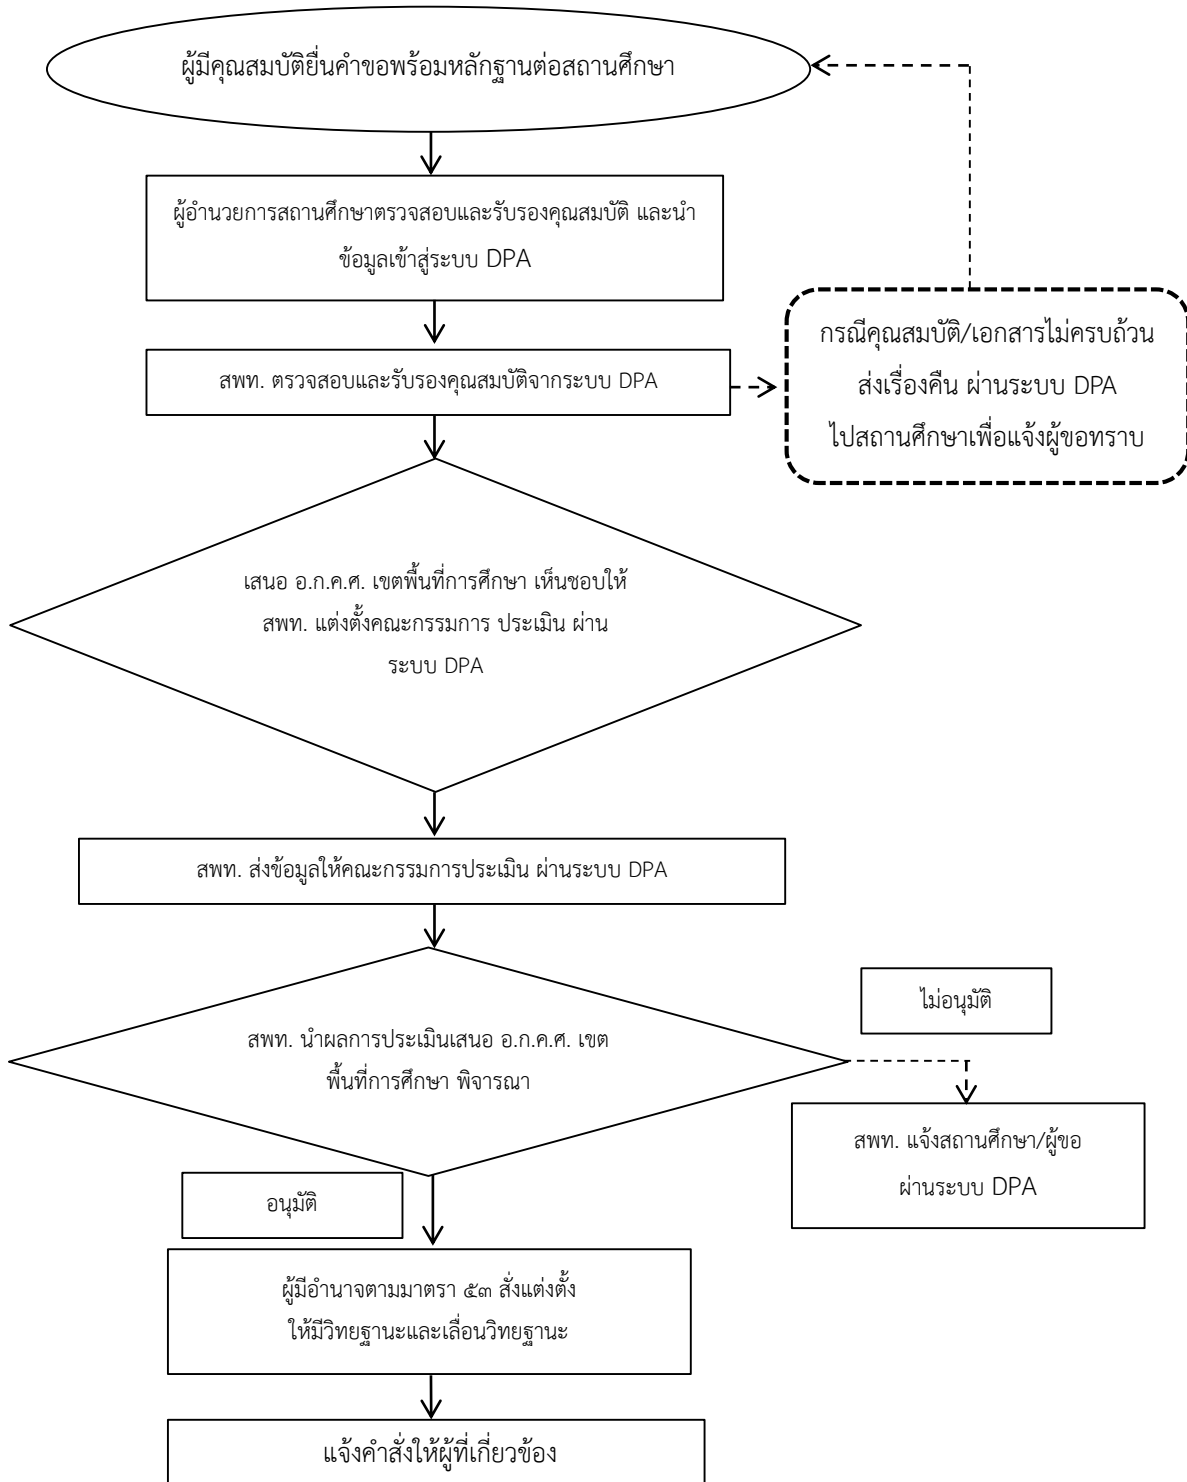 ผู้มีคุณสมบัติยื่นคำขอพร้อมหลักฐานต่อสถานศึกษา
ผู้อำนวยการสถานศึกษาตรวจสอบและรับรองคุณสมบัติ และนำ
ข้อมูลเข้าสู่ระบบ DPA
สพท. ตรวจสอบและรับรองคุณสมบัติจากระบบ DPA
กรณีคุณสมบัติ/เอกสารไม่ครบถ้วน
ส่งเรื่องคืน ผ่านระบบ DPA
ไปสถานศึกษาเพื่อแจ้งผู้ขอทราบ
เสนอ อ.ก.ค.ศ. เขตพื้นที่การศึกษา เห็นชอบให้
สพท. แต่งตั้งคณะกรรมการ ประเมิน ผ่าน
ระบบ DPA
สพท. ส่งข้อมูลให้คณะกรรมการประเมิน ผ่านระบบ DPA
สพท. นำผลการประเมินเสนอ อ.ก.ค.ศ. เขต
พื้นที่การศึกษา พิจารณา
ไม่อนุมัติ
สพท. แจ้งสถานศึกษา/ผู้ขอ
ผ่านระบบ DPA
อนุมัติ
ผู้มีอำนาจตามมาตรา ๕๓ สั่งแต่งตั้ง
ให้มีวิทยฐานะและเลื่อนวิทยฐานะ
แจ้งคำสั่งให้ผู้ที่เกี่ยวข้อง